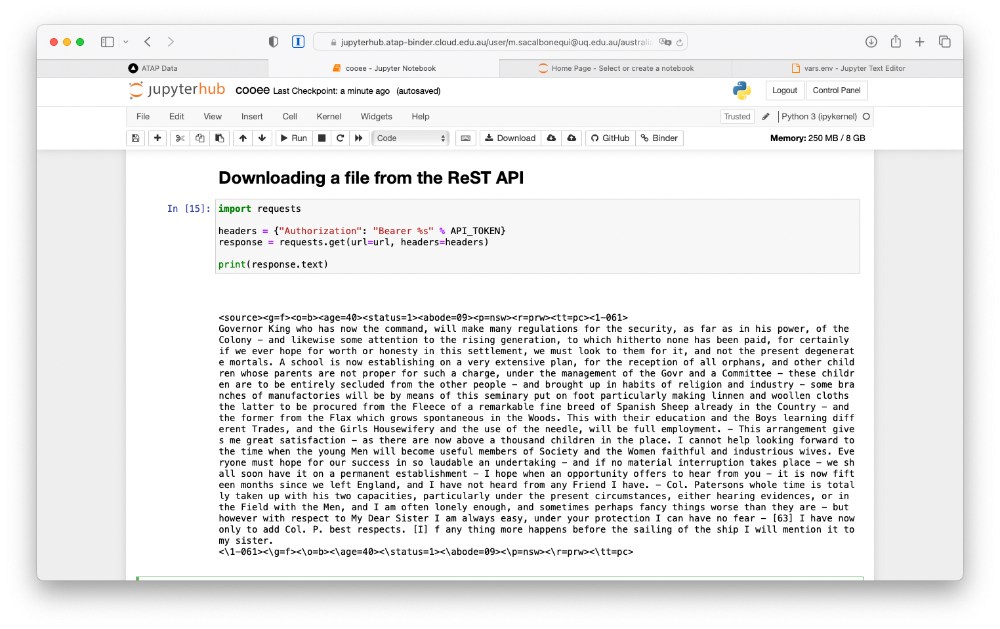 jupyterhub.atap-binder.cloud.edu.au/user/m.sacalbonequi@uq.edu.au/australia
ATAP Data
cooee - Jupyter Notebook
Home Page - Select or create a notebook
vars.env - Jupyter Text Editor
jupyterhub cooee Last Checkpoint: a minute ago (autosaved)
Logout Control Panel
File Edit View Insert Cell Kernel Widgets Help
Trusted Python 3 (ipykernel)
Run Code Download GitHub Binder
Memory: 250 MB / 8 GB
Downloading a file from the ReST API
In [15]: import requests
headers = {"Authorization": "Bearer %s" % API_TOKEN}
response = requests.get(url=url, headers=headers)
print(response.text)
<source><g=f><o=b><age=40><status=1><abode=09><p=nsw><r=prw><tt=pc><1-061>
Governor King who has now the command, will make many regulations for the security, as far as in his power, of the
Colony – and likewise some attention to the rising generation, to which hitherto none has been paid, for certainly
if we ever hope for worth or honesty in this settlement, we must look to them for it, and not the present degenerat
e mortals. A school is now establishing on a very extensive plan, for the reception of all orphans, and other child
ren whose parents are not proper for such a charge, under the management of the Govr and a Committee – these childr
en are to be entirely secluded from the other people – and brought up in habits of religion and industry – some bra
nches of manufactories will be by means of this seminary put on foot particularly making linnen and woollen cloths
the latter to be procured from the Fleece of a remarkable fine breed of Spanish Sheep already in the Country – and
the former from the Flax which grows spontaneous in the Woods. This with their education and the Boys learning diff
erent Trades, and the Girls Housewifery and the use of the needle, will be full employment. – This arrangement give
s me great satisfaction – as there are now above a thousand children in the place. I cannot help looking forward to
the time when the young Men will become useful members of Society and the Women faithful and industrious wives. Eve
ryone must hope for our success in so laudable an undertaking – and if no material interruption takes place – we sh
all soon have it on a permanent establishment – I hope when an opportunity offers to hear from you – it is now fift
een months since we left England, and I have not heard from any Friend I have. – Col. Patersons whole time is total
ly taken up with his two capacities, particularly under the present circumstances, either hearing evidences, or in
the Field with the Men, and I am often lonely enough, and sometimes perhaps fancy things worse than they are – but
however with respect to My Dear Sister I am always easy, under your protection I can have no fear – [63] I have now
only to add Col. P. best respects. [I] f any thing more happens before the sailing of the ship I will mention it to
my sister.
<\1-061><\g=f><\o=b><\age=40><\status=1><\abode=09><\p=nsw><\r=prw><\tt=pc>